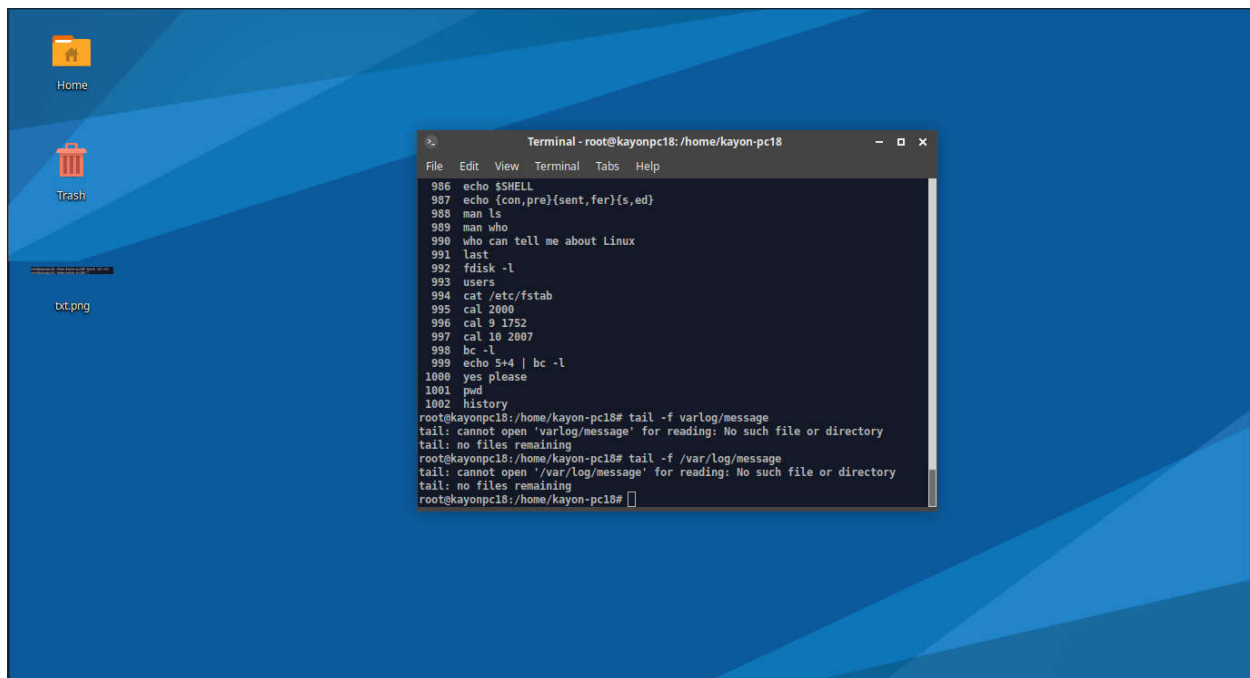 Home
Trash
txt.png
Terminal - root@kayonpc18: /home/kayon-pc18
File Edit View Terminal Tabs Help
986 echo $SHELL
987 echo {con,pre}{sent,fer}{s,ed}
988 man ls
989 man who
990 who can tell me about Linux
991 last
992 fdisk -l
993 users
994 cat /etc/fstab
995 cal 2000
996 cal 9 1752
997 cal 10 2007
998 bc -l
999 echo 5+4 | bc -l
1000 yes please
1001 pwd
1002 history
root@kayonpc18:/home/kayon-pc18# tail -f varlog/message
tail: cannot open 'varlog/message' for reading: No such file or directory
tail: no files remaining
root@kayonpc18:/home/kayon-pc18# tail -f /var/log/message
tail: cannot open '/var/log/message' for reading: No such file or directory
tail: no files remaining
root@kayonpc18:/home/kayon-pc18#